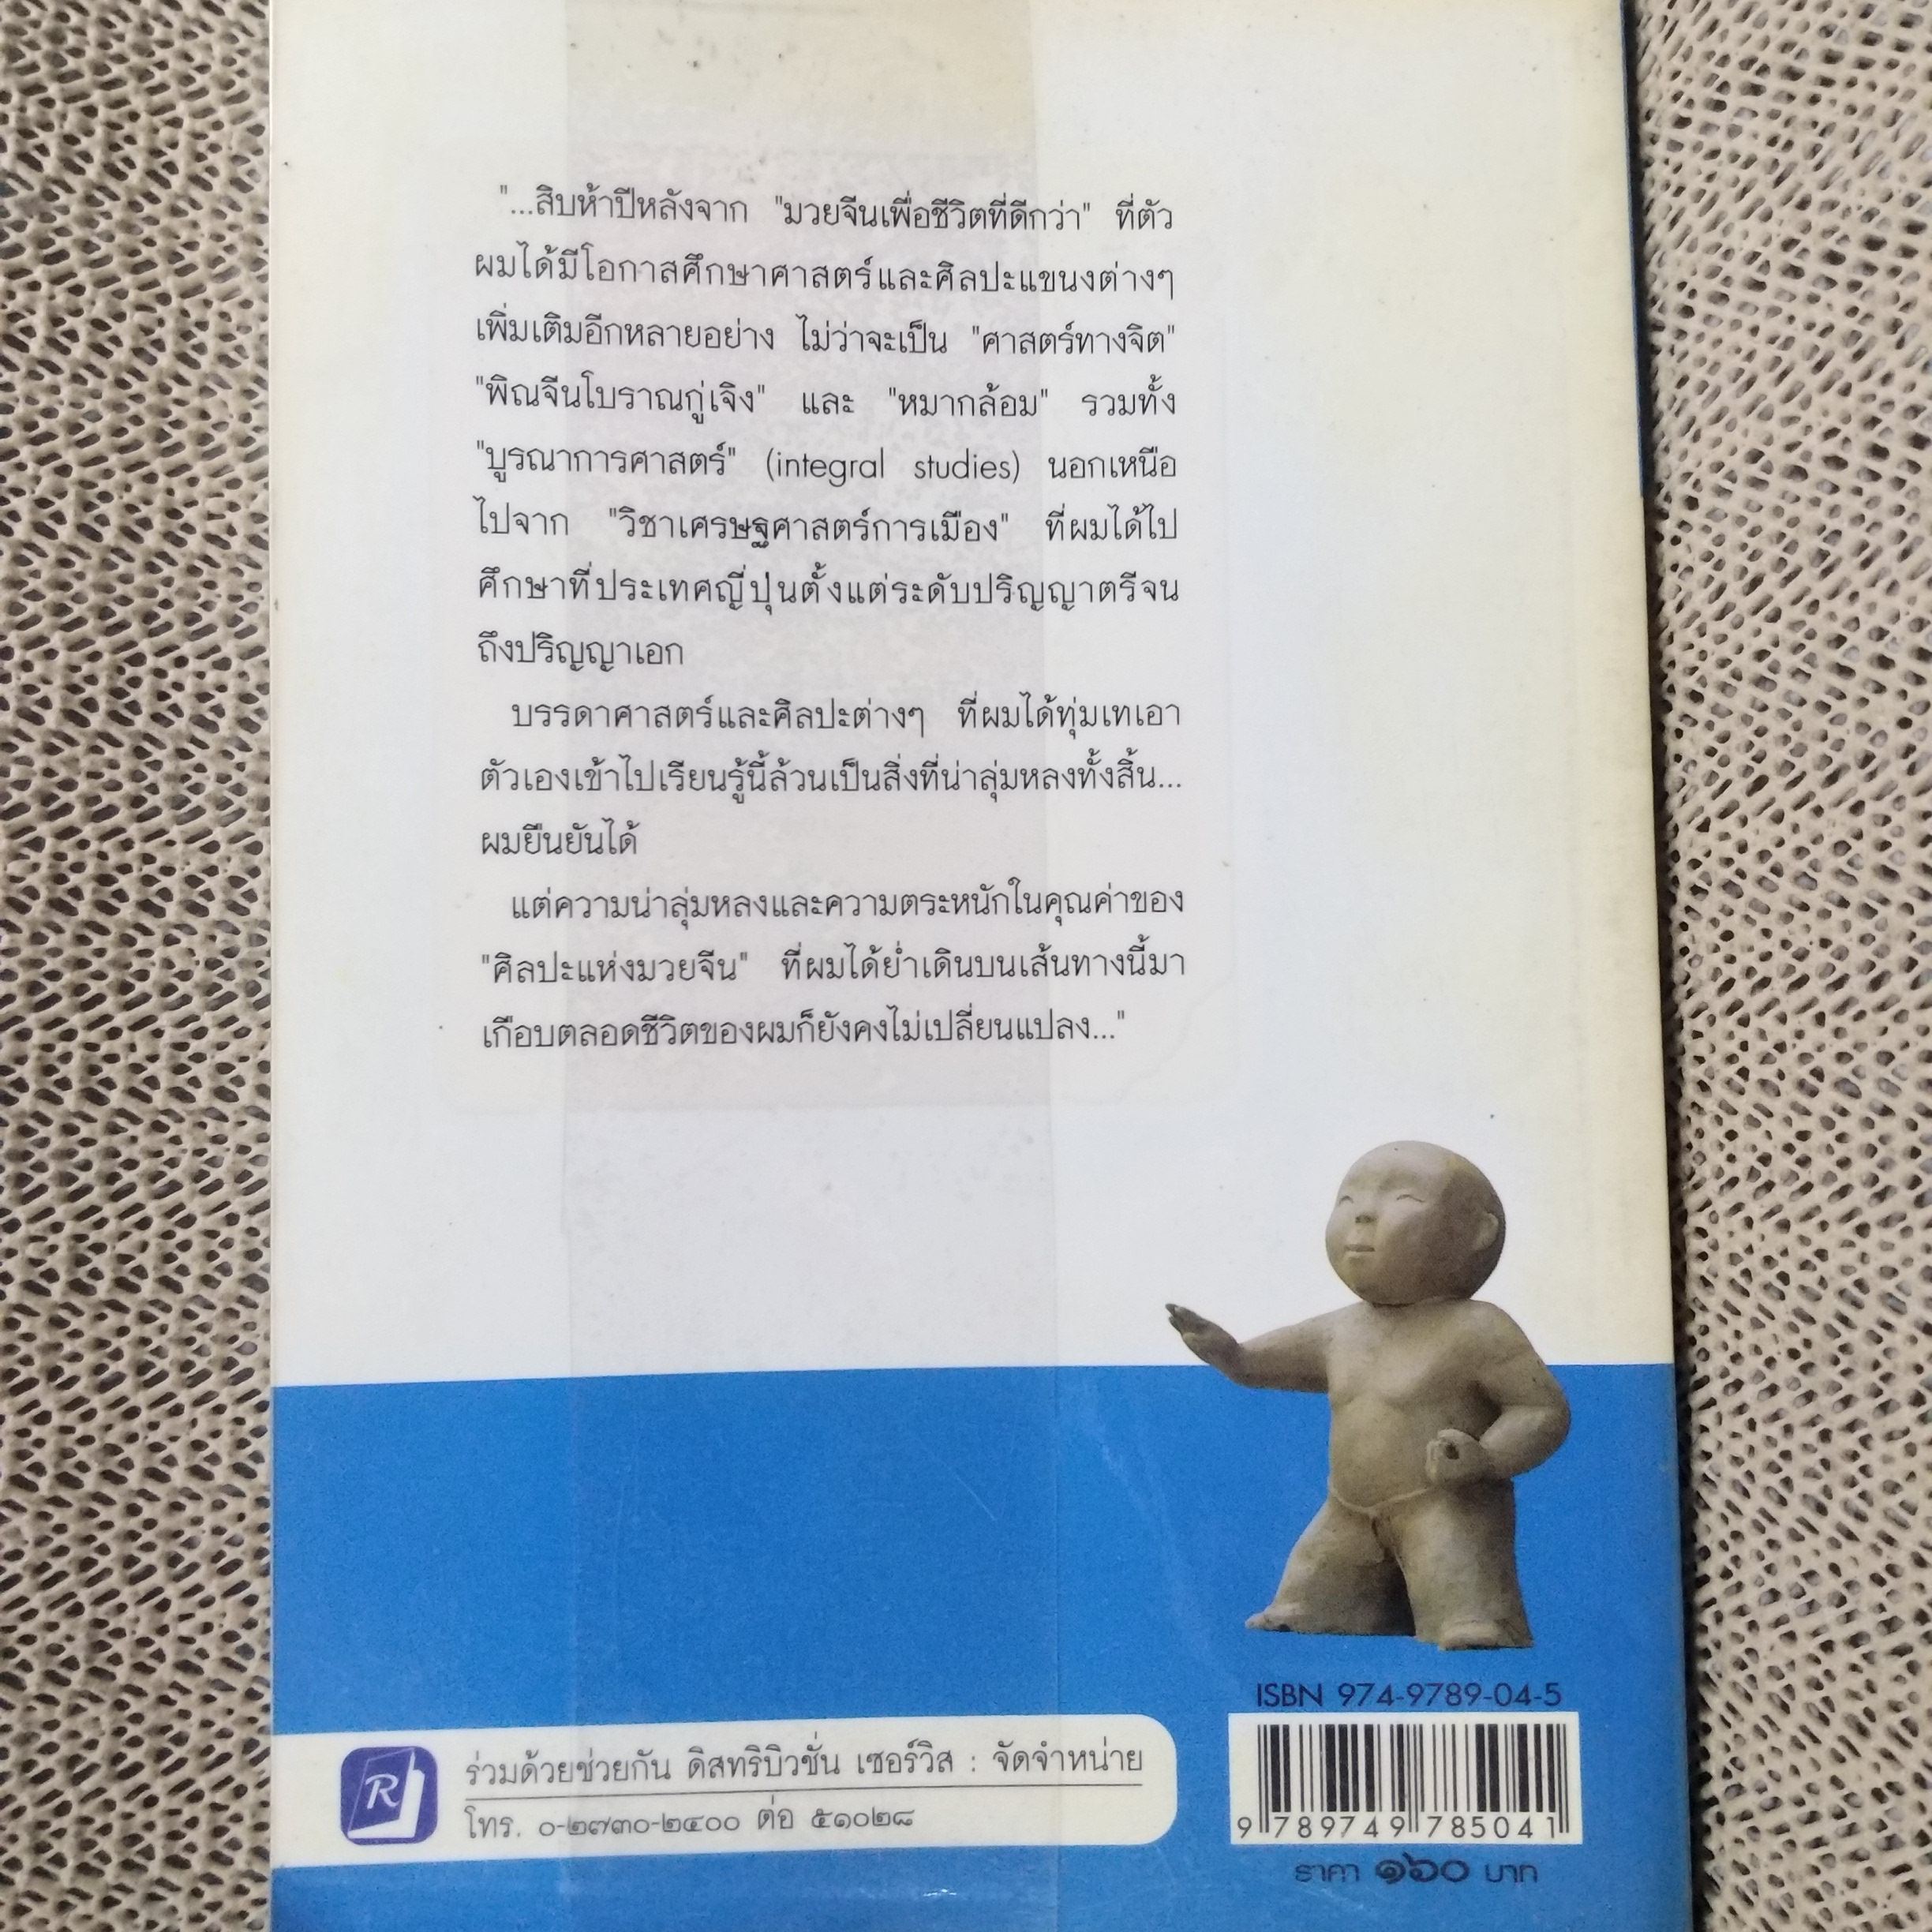 "...สิบห้าปีหลังจาก "มวยจีนเพื่อชีวิตที่ดีกว่า" ที่ตัว
ผมได้มีโอกาสศึกษาศาสตร์และศิลปะแขนงต่างๆ
เพิ่มเติมอีกหลายอย่าง ไม่ว่าจะเป็น "ศาสตร์ทางจิต"
"พิณจีนโบราณกู่เจิง" และ "หมากล้อม" รวมทั้ง
"บูรณาการศาสตร์" (integral studies) นอกเหนือ
ไปจาก "วิชาเศรษฐศาสตร์การเมือง" ที่ผมได้ไป
ศึกษาที่ประเทศญี่ปุ่นตั้งแต่ระดับปริญญาตรีจน
ถึงปริญญาเอก
บรรดาศาสตร์และศิลปะต่างๆ ที่ผมได้ทุ่มเทเอา
ตัวเองเข้าไปเรียนรู้นี้ล้วนเป็นสิ่งที่น่าลุ่มหลงทั้งสิ้น...
ผมยืนยันได้
แต่ความน่าลุ่มหลงและความตระหนักในคุณค่าของ
"ศิลปะแห่งมวยจีน" ที่ผมได้ย่ำเดินบนเส้นทางนี้มา
เกือบตลอดชีวิตของผมก็ยังคงไม่เปลี่ยนแปลง..."
ISBN 974-9789-04-5
9 789749 785041
ราคา ๑๖๐ บาท
R
ร่วมด้วยช่วยกัน ดิสทริบิวชั่น เซอร์วิส : จัดจำหน่าย
โทร. ๐-๒๗๓๐-๒๔๐๐ ต่อ ๕๑๐๒๘